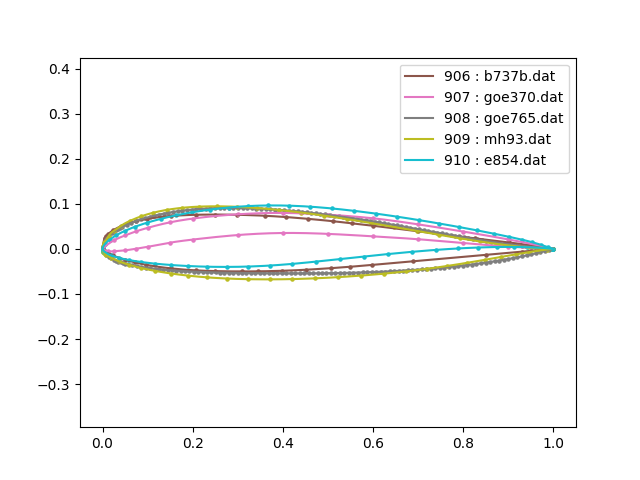 0.4
0.3
0.2
0.1
0.0
−0.1
−0.2
−0.3
0.0 0.2 0.4 0.6 0.8 1.0
906 : b737b.dat
907 : goe370.dat
908 : goe765.dat
909 : mh93.dat
910 : e854.dat